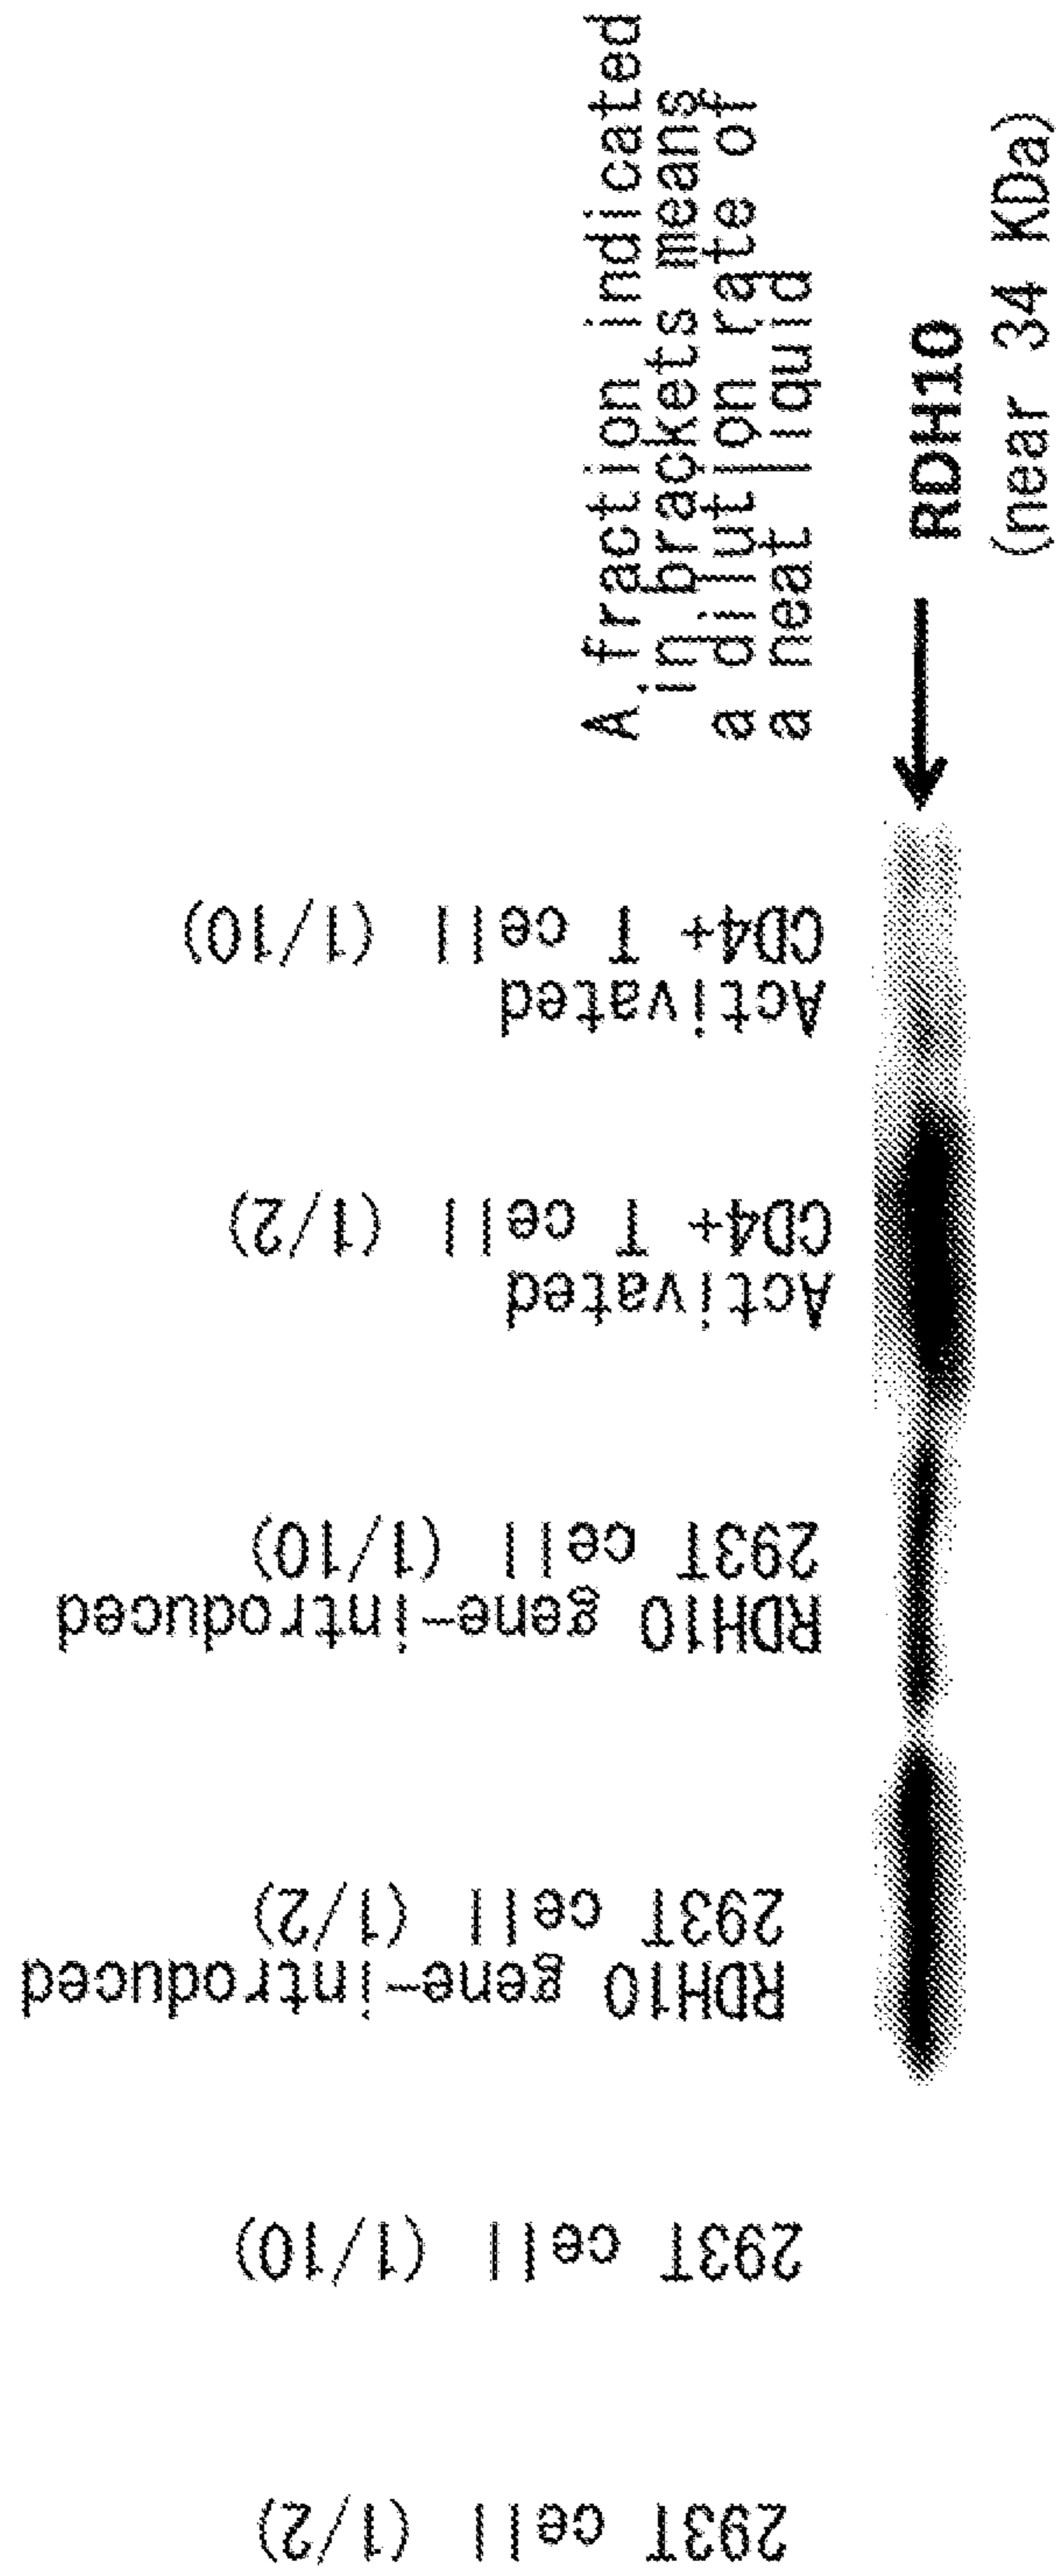 293T cell (1/2)
293T cell (1/10)
RDH10 gene-introduced
293T cell (1/2)
RDH10 gene-introduced
293T cell (1/10)
Activated
CD4+ T cell (1/2)
Activated
CD4+ T cell (1/10)
A fraction indicated
in brackets means
a dilution rate of
a neat liquid
RDH10
(near 34 KDa)